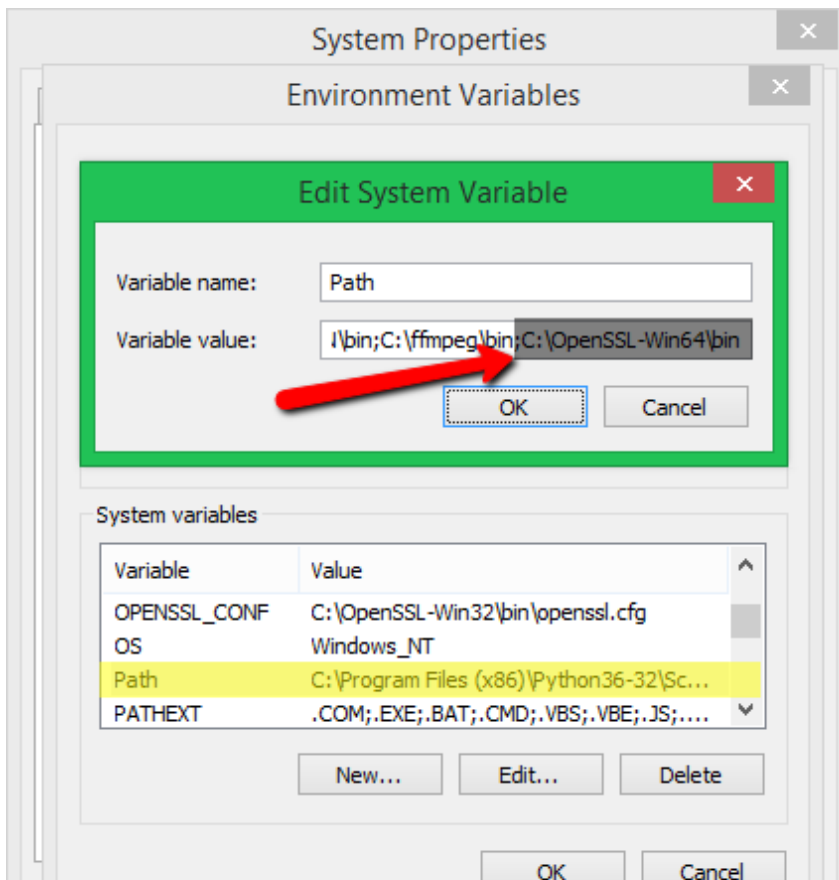 System Properties
Environment Variables
Edit System Variable
Variable name: Path
Variable value: \bin;C:\ffmpeg\bin;C:\OpenSSL-Win64\bin
OK Cancel
System variables
Variable Value
OPENSSL_CONF C:\OpenSSL-Win32\bin\openssl.cfg
OS Windows_NT
Path C:\Program Files (x86)\Python36-32\Sc...
PATHEXT .COM;.EXE;.BAT;.CMD;.VBS;.VBE;.JS;....
New... Edit... Delete
OK Cancel